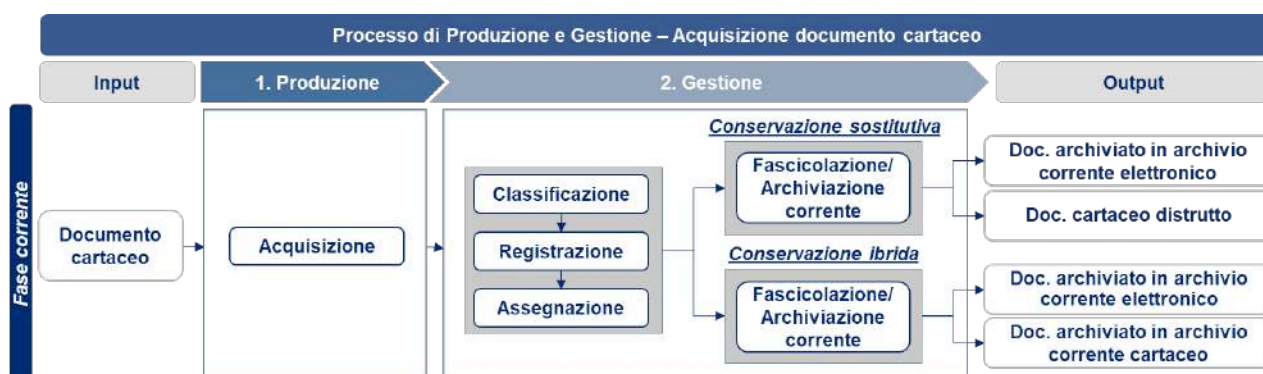 Processo di Produzione e Gestione – Acquisizione documento cartaceo
Input
1. Produzione
2. Gestione
Output
Fase corrente
Documento
cartaceo
Acquisizione
Classificazione
Registrazione
Assegnazione
Conservazione sostitutiva
Fascicolazione/
Archiviazione
corrente
Conservazione ibrida
Fascicolazione/
Archiviazione
corrente
Doc. archiviato in archivio
corrente elettronico
Doc. cartaceo distrutto
Doc. archiviato in archivio
corrente elettronico
Doc. archiviato in archivio
corrente cartaceo